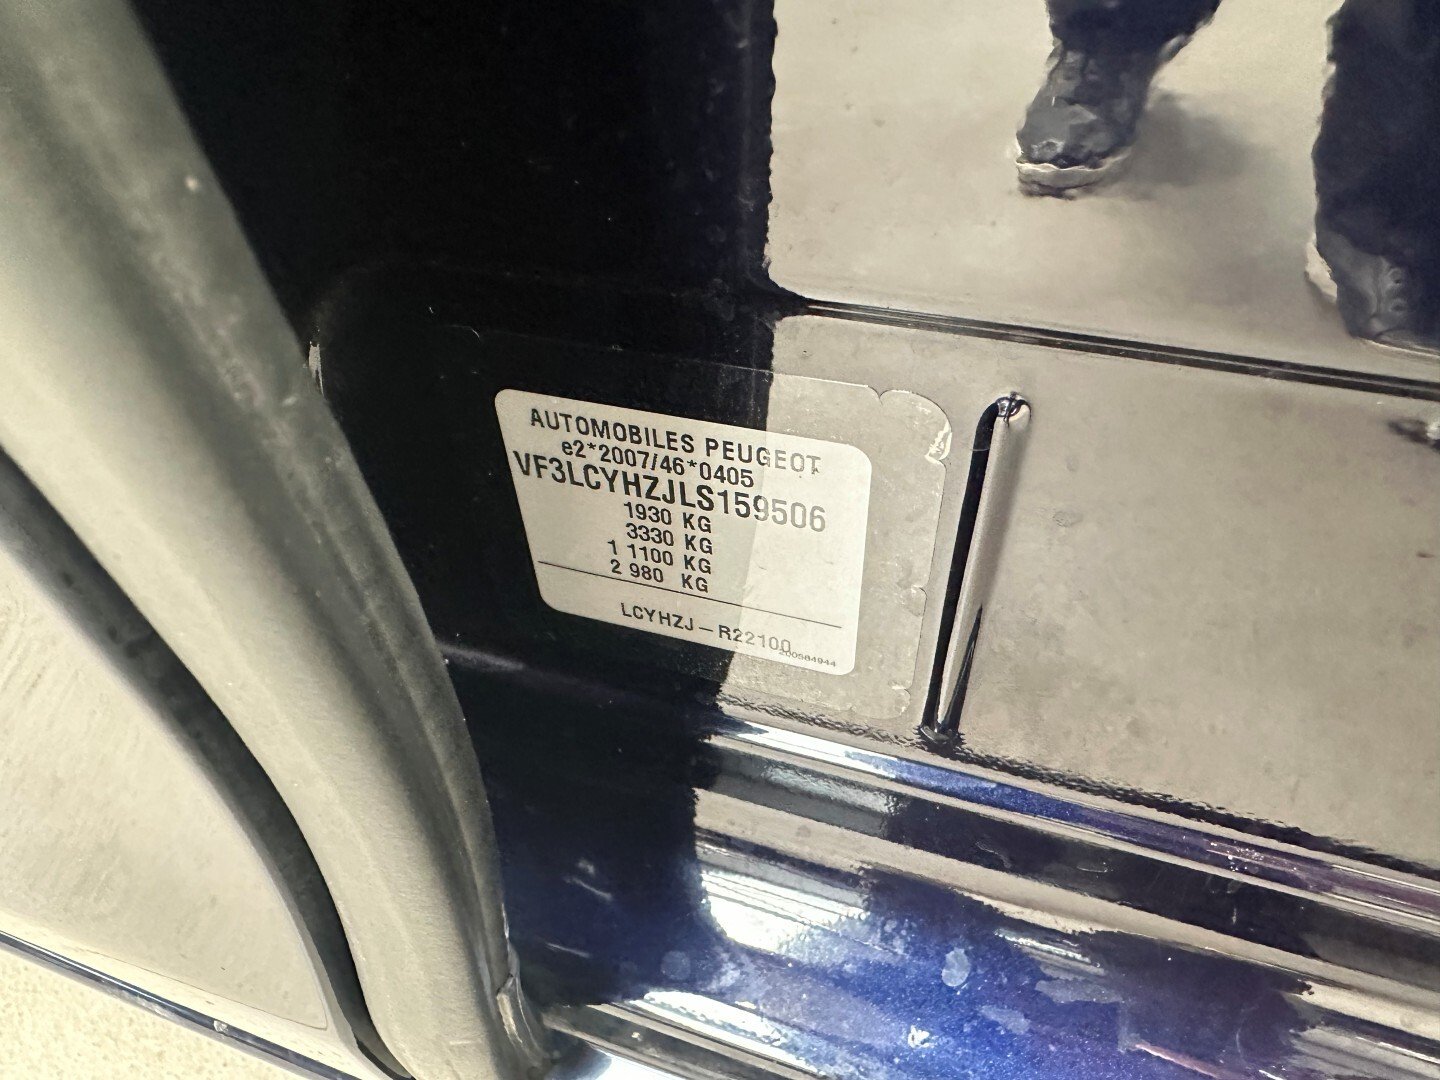 AUTOMOBILES PEUGEOT
e2*2007/46*0405
VF3LCYHZJLS159506
1930 KG
3330 KG
1 1100 KG
2 980 KG
LCYHZJ-R22100
200584944